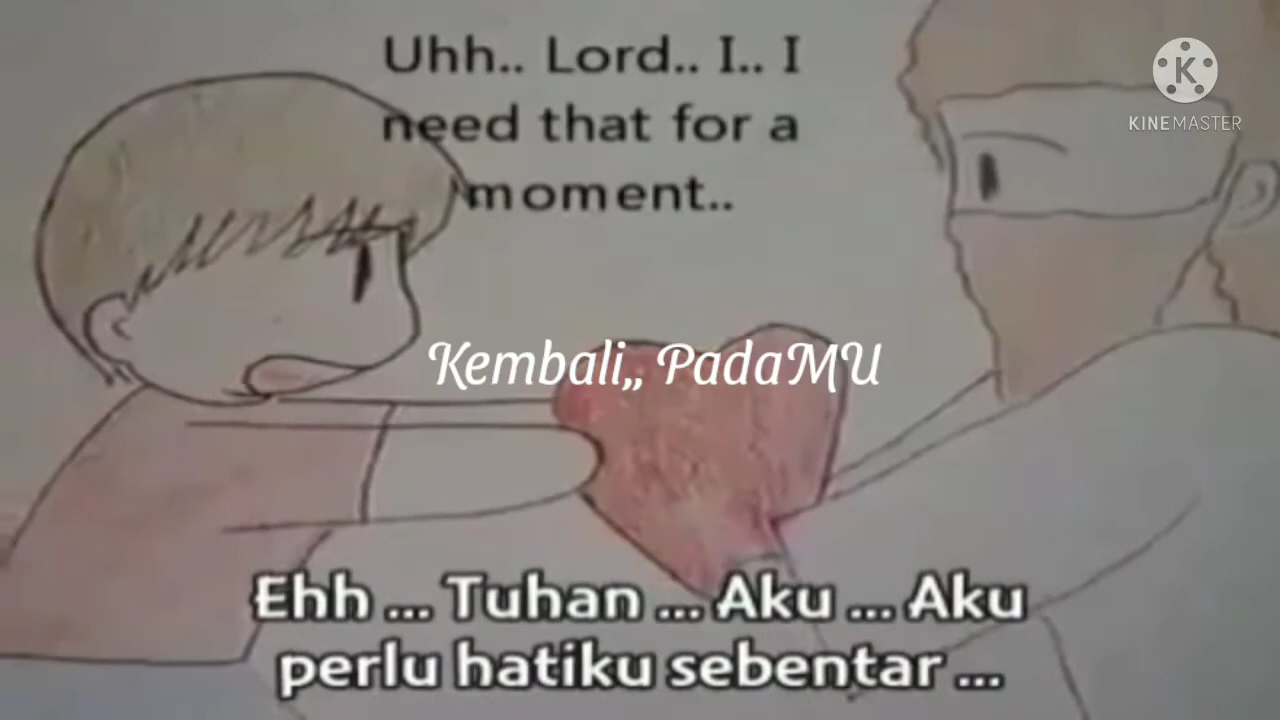 Uhh.. Lord.. I.. I
need that for a
moment..
KINEMASTER
Kembali,, PadaMU
Ehh ... Tuhan ... Aku ... Aku
perlu hatiku sebentar ...